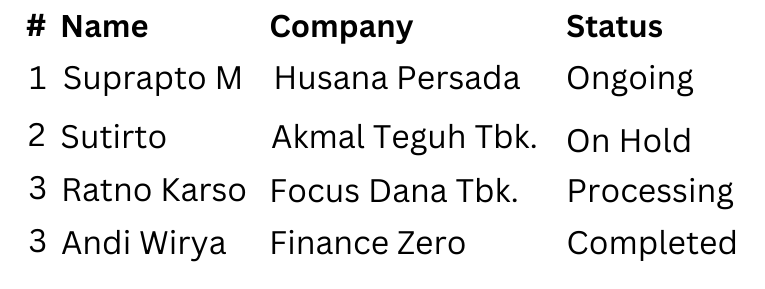 # Name Company Status
1 Suprapto M Husana Persada Ongoing
2 Sutirto Akmal Teguh Tbk. On Hold
3 Ratno Karso Focus Dana Tbk. Processing
3 Andi Wirya Finance Zero Completed